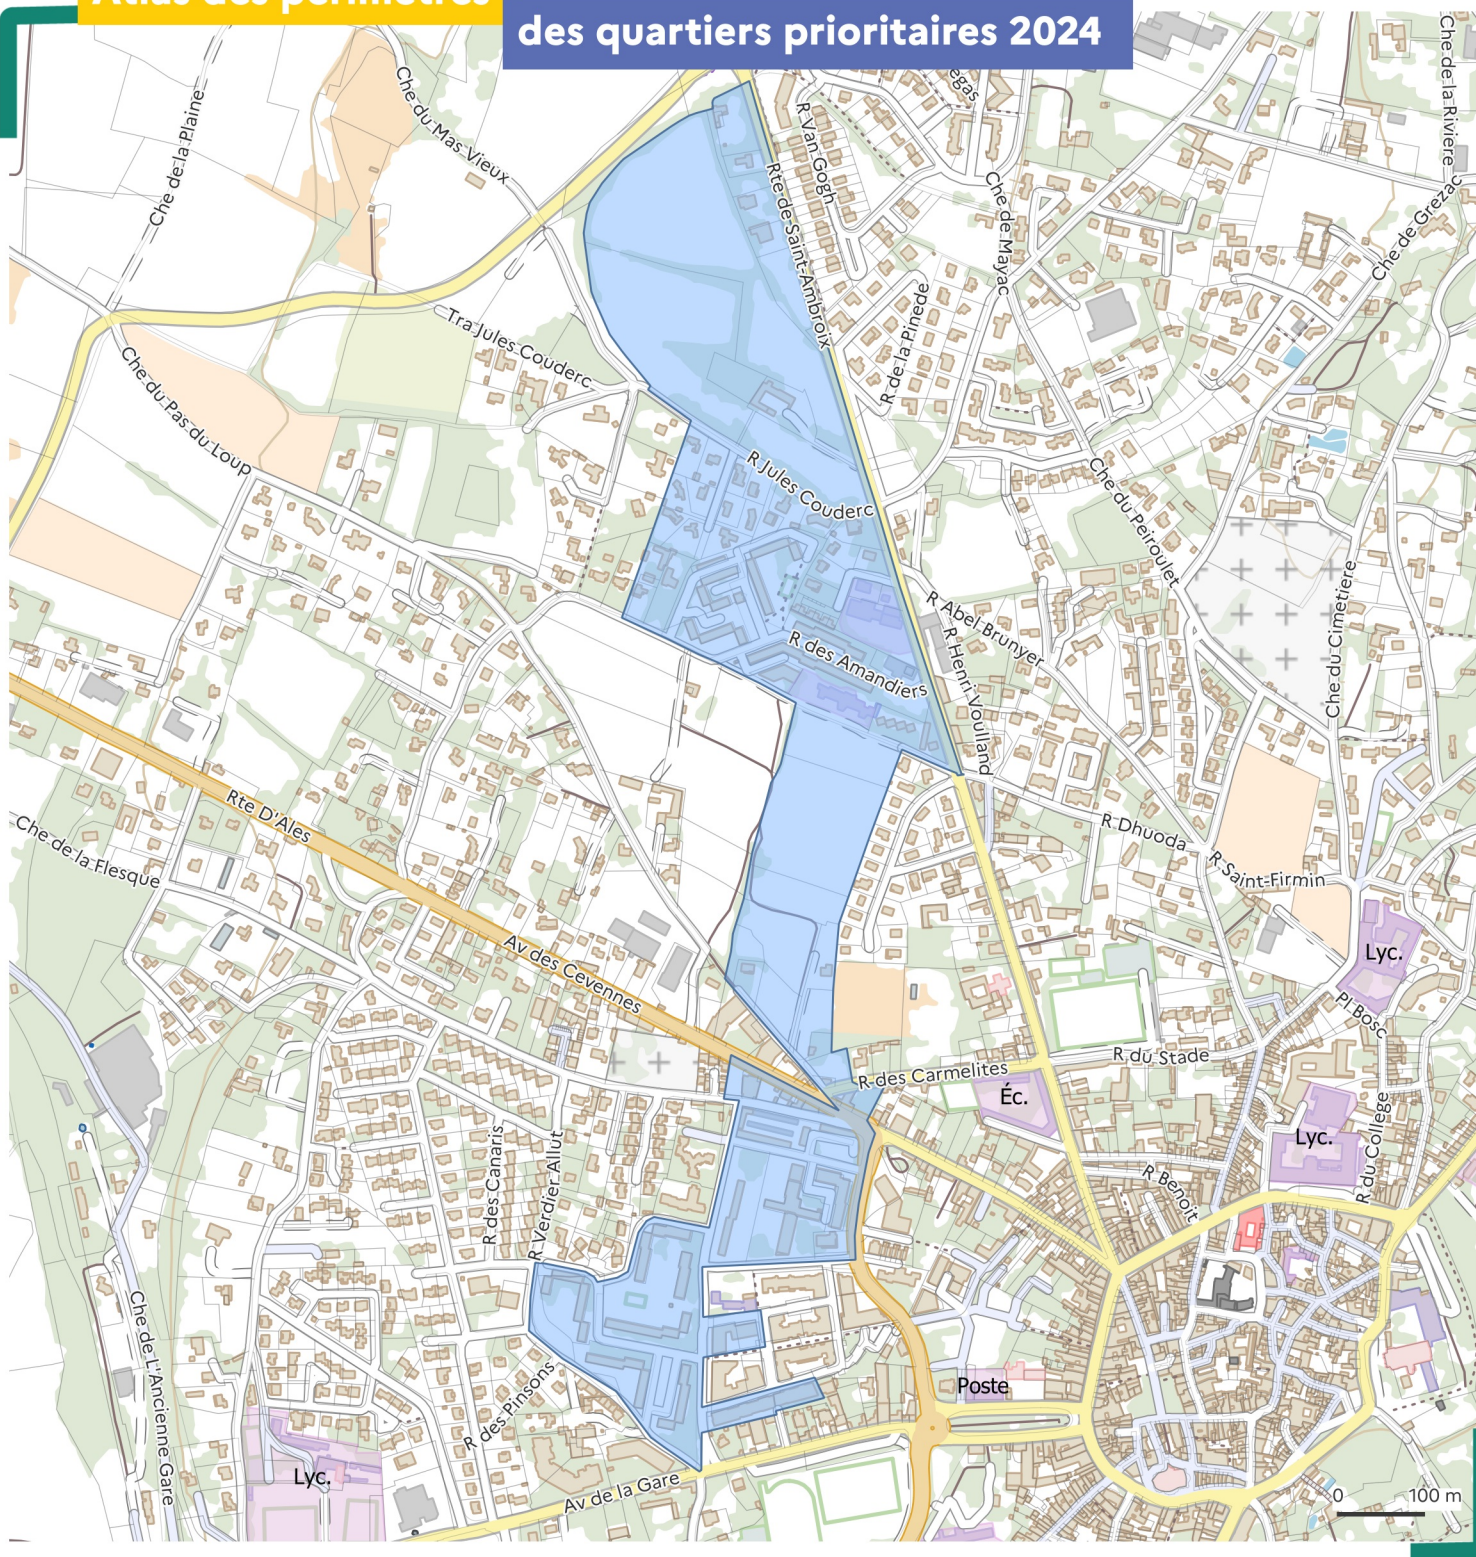 Atlas des périmètres
des quartiers prioritaires 2024
Che de la Plaine
Che du Mas Vieux
R Van Gogh
Che de la Riviere
Rte de Saint-Ambroix
Che de Mayac
Che de Grezac
R de la Pinede
Tra Jules Couderc
Che du Pas du Loup
R Jules Couderc
Che du Peiroulet
R Abel Brunyer
Che du Cimetiere
R des Amandiers
R Henri Voulland
Rte D'Ales
R Dhuoda
Che de la Flesque
R Saint-Firmin
Av des Cevennes
Lyc.
Pl Bosc
R du Stade
R des Carmelites
Éc.
Lyc.
R du College
R des Canaris
R Verdier Allut
R Benoit
Che de L'Ancienne Gare
R des Pinsons
Poste
Lyc.
Av de la Gare
0 100 m